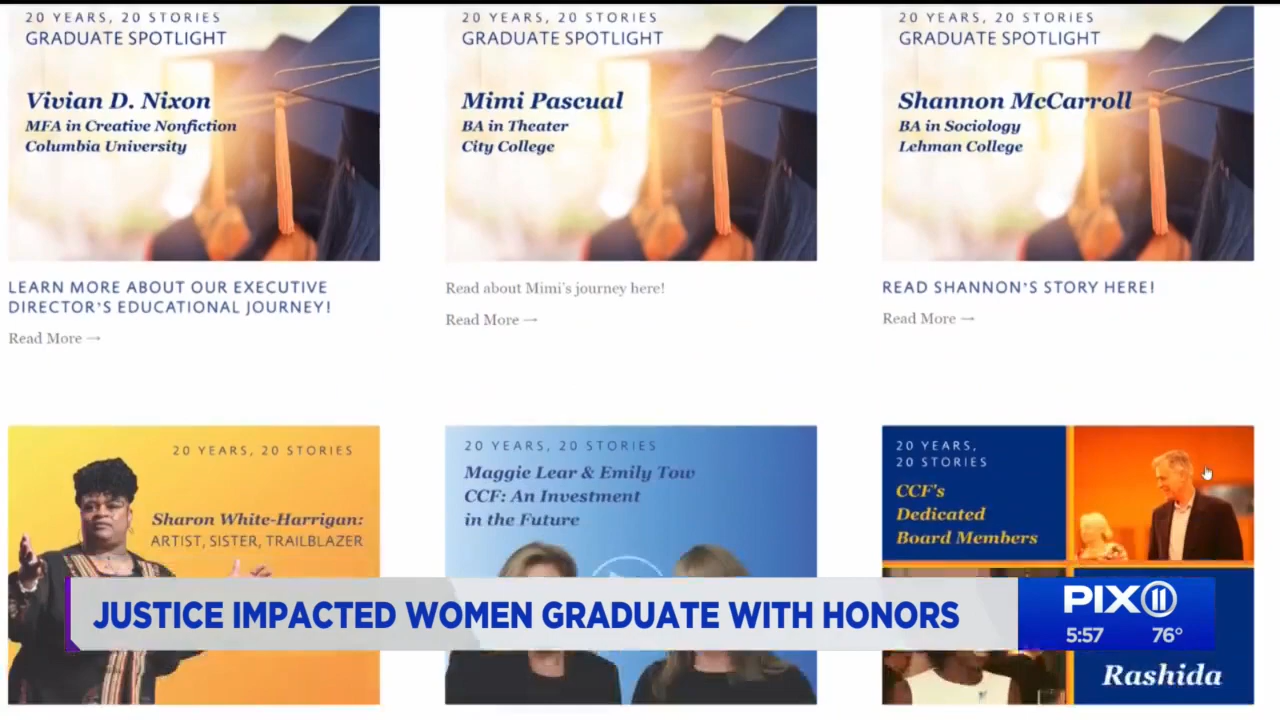 20 YEARS, 20 STORIES
GRADUATE SPOTLIGHT
Vivian D. Nixon
MFA in Creative Nonfiction
Columbia University
LEARN MORE ABOUT OUR EXECUTIVE
DIRECTOR'S EDUCATIONAL JOURNEY!
Read More →
20 YEARS, 20 STORIES
GRADUATE SPOTLIGHT
Mimi Pascual
BA in Theater
City College
Read about Mimi's journey here!
Read More →
20 YEARS, 20 STORIES
GRADUATE SPOTLIGHT
Shannon McCarroll
BA in Sociology
Lehman College
READ SHANNON'S STORY HERE!
Read More →
20 YEARS, 20 STORIES
Sharon White-Harrigan:
ARTIST, SISTER, TRAILBLAZER
20 YEARS, 20 STORIES
Maggie Lear & Emily Tow
CCF: An Investment
in the Future
20 YEARS,
20 STORIES
CCF's
Dedicated
Board Members
Rashida
JUSTICE IMPACTED WOMEN GRADUATE WITH HONORS
PIX11
5:57 76°